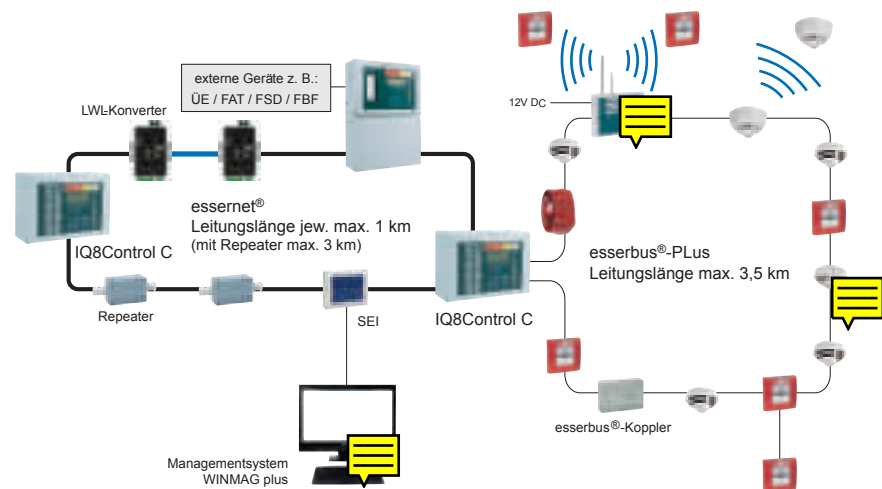 externe Geräte z. B.:
ÜE / FAT / FSD / FBF
LWL-Konverter
12V DC
essernet®
Leitungslänge jew. max. 1 km
(mit Repeater max. 3 km)
IQ8Control C
esserbus®-PLus
Leitungslänge max. 3,5 km
Repeater
SEI
IQ8Control C
esserbus®-Koppler
Managementsystem
WINMAG plus